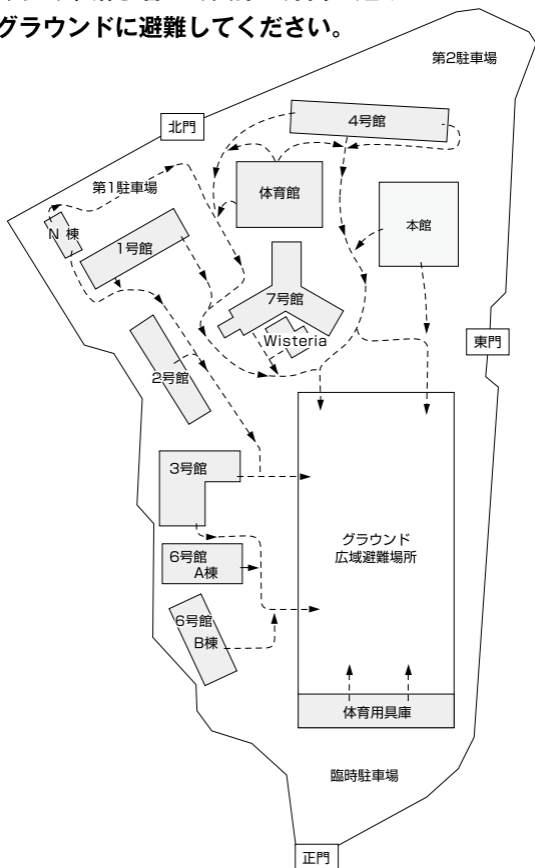 グラウンドに避難してください。
第2駐車場
4号館
北門
体育館
第1駐車場
本館
N 棟
1号館
7号館
Wisteria
東門
2号館
3号館
グラウンド
広域避難場所
6号館
A棟
6号館
B棟
体育用具庫
臨時駐車場
正門